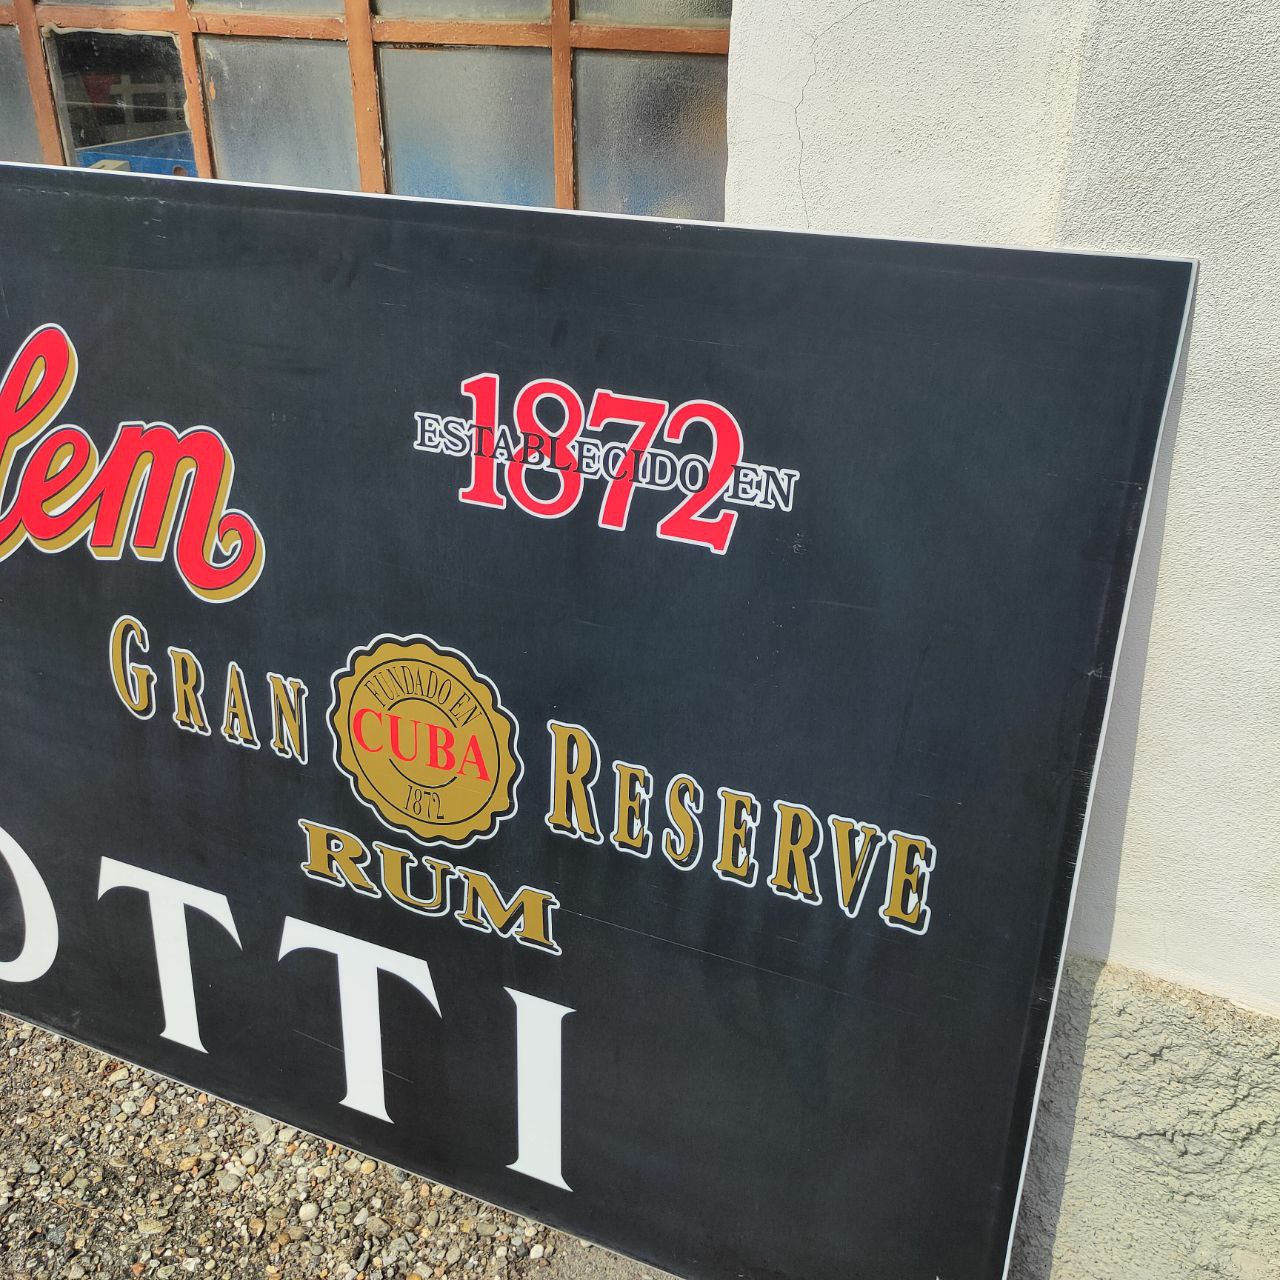 lem
1872
ESTABLECIDO EN
GRAN
FUNDADO EN
CUBA
1872
RESERVE
RUM
OTTI